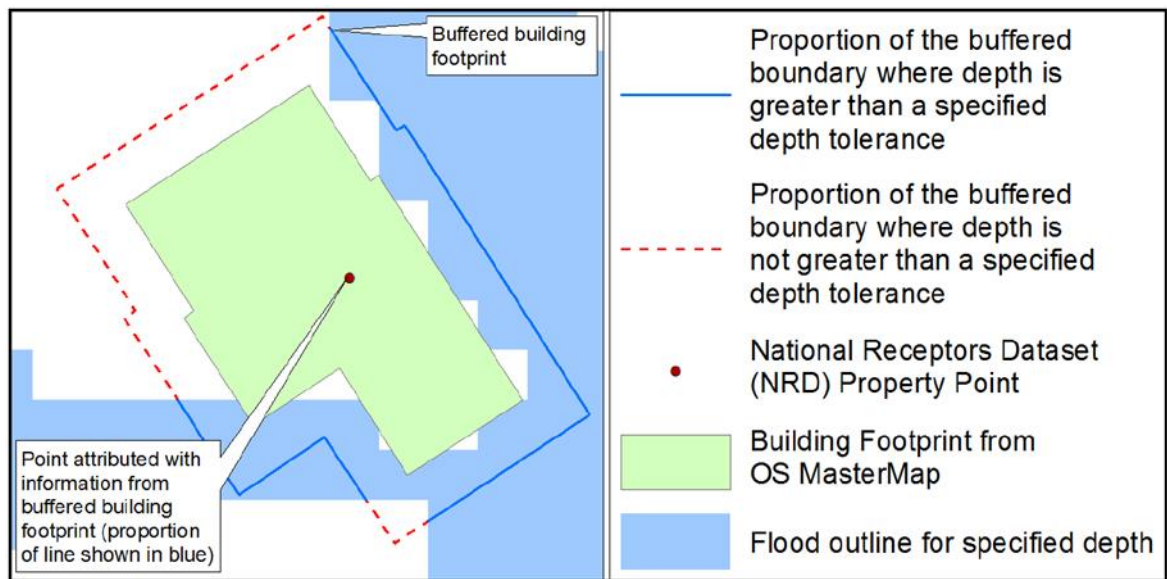 Buffered building
footprint
Point attributed with
information from
buffered building
footprint (proportion
of line shown in blue)
Proportion of the buffered
boundary where depth is
greater than a specified
depth tolerance
Proportion of the buffered
boundary where depth is
not greater than a specified
depth tolerance
National Receptors Dataset
(NRD) Property Point
Building Footprint from
OS MasterMap
Flood outline for specified depth